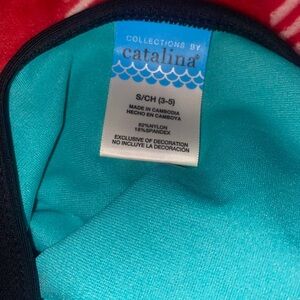 COLLECTIONS BY
catalina®
S/CH (3-5)
MADE IN CAMBODIA
HECHO EN CAMBOYA
82%NYLON
18%SPANDEX
EXCLUSIVE OF DECORATION
NO INCLUYE LA DECORACIÓN